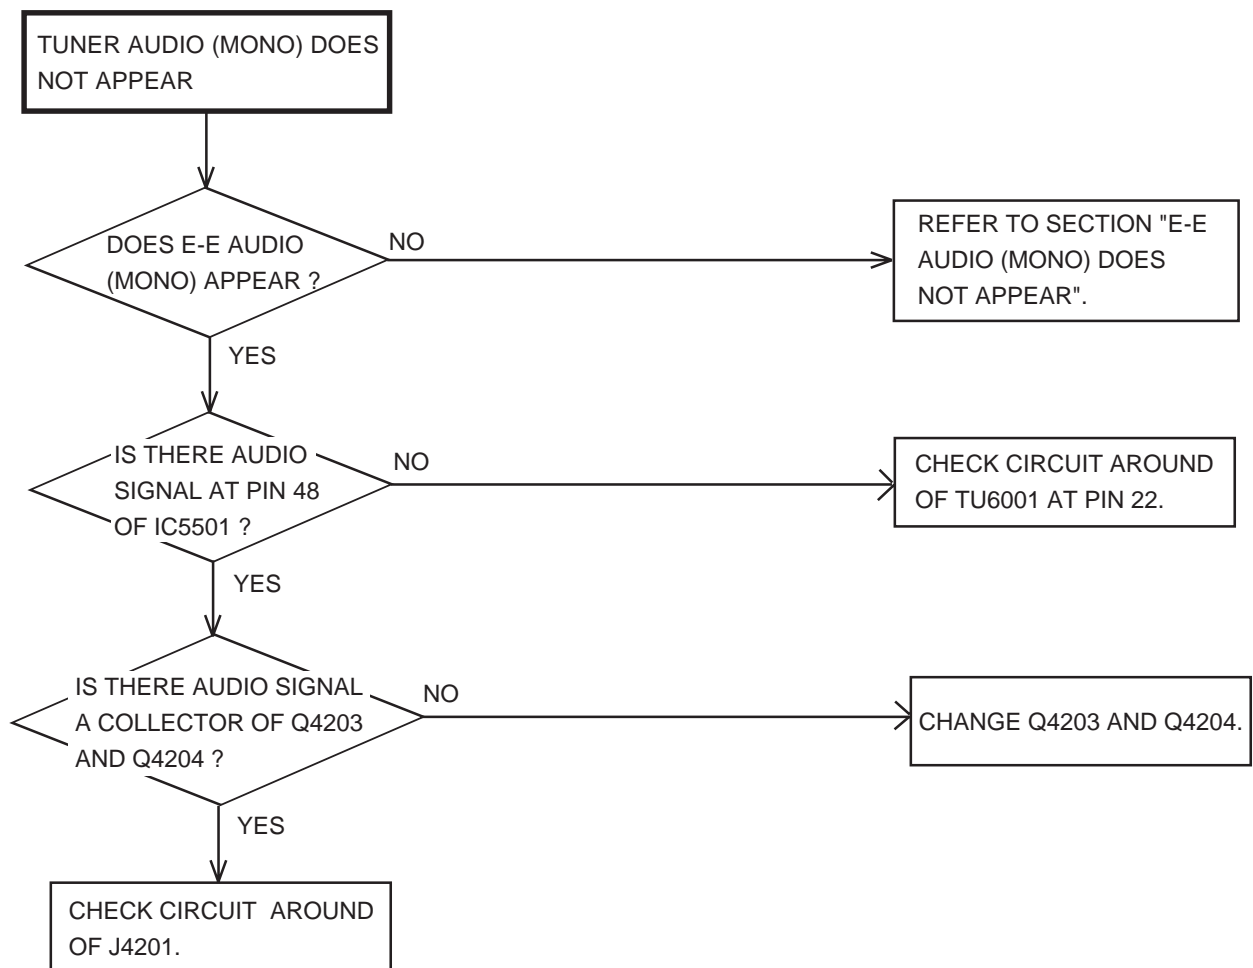 TUNER AUDIO (MONO) DOES
NOT APPEAR
DOES E-E AUDIO
(MONO) APPEAR ?
NO
REFER TO SECTION "E-E
AUDIO (MONO) DOES
NOT APPEAR".
YES
IS THERE AUDIO
SIGNAL AT PIN 48
OF IC5501 ?
NO
CHECK CIRCUIT AROUND
OF TU6001 AT PIN 22.
YES
IS THERE AUDIO SIGNAL
A COLLECTOR OF Q4203
AND Q4204 ?
NO
CHANGE Q4203 AND Q4204.
YES
CHECK CIRCUIT  AROUND
OF J4201.